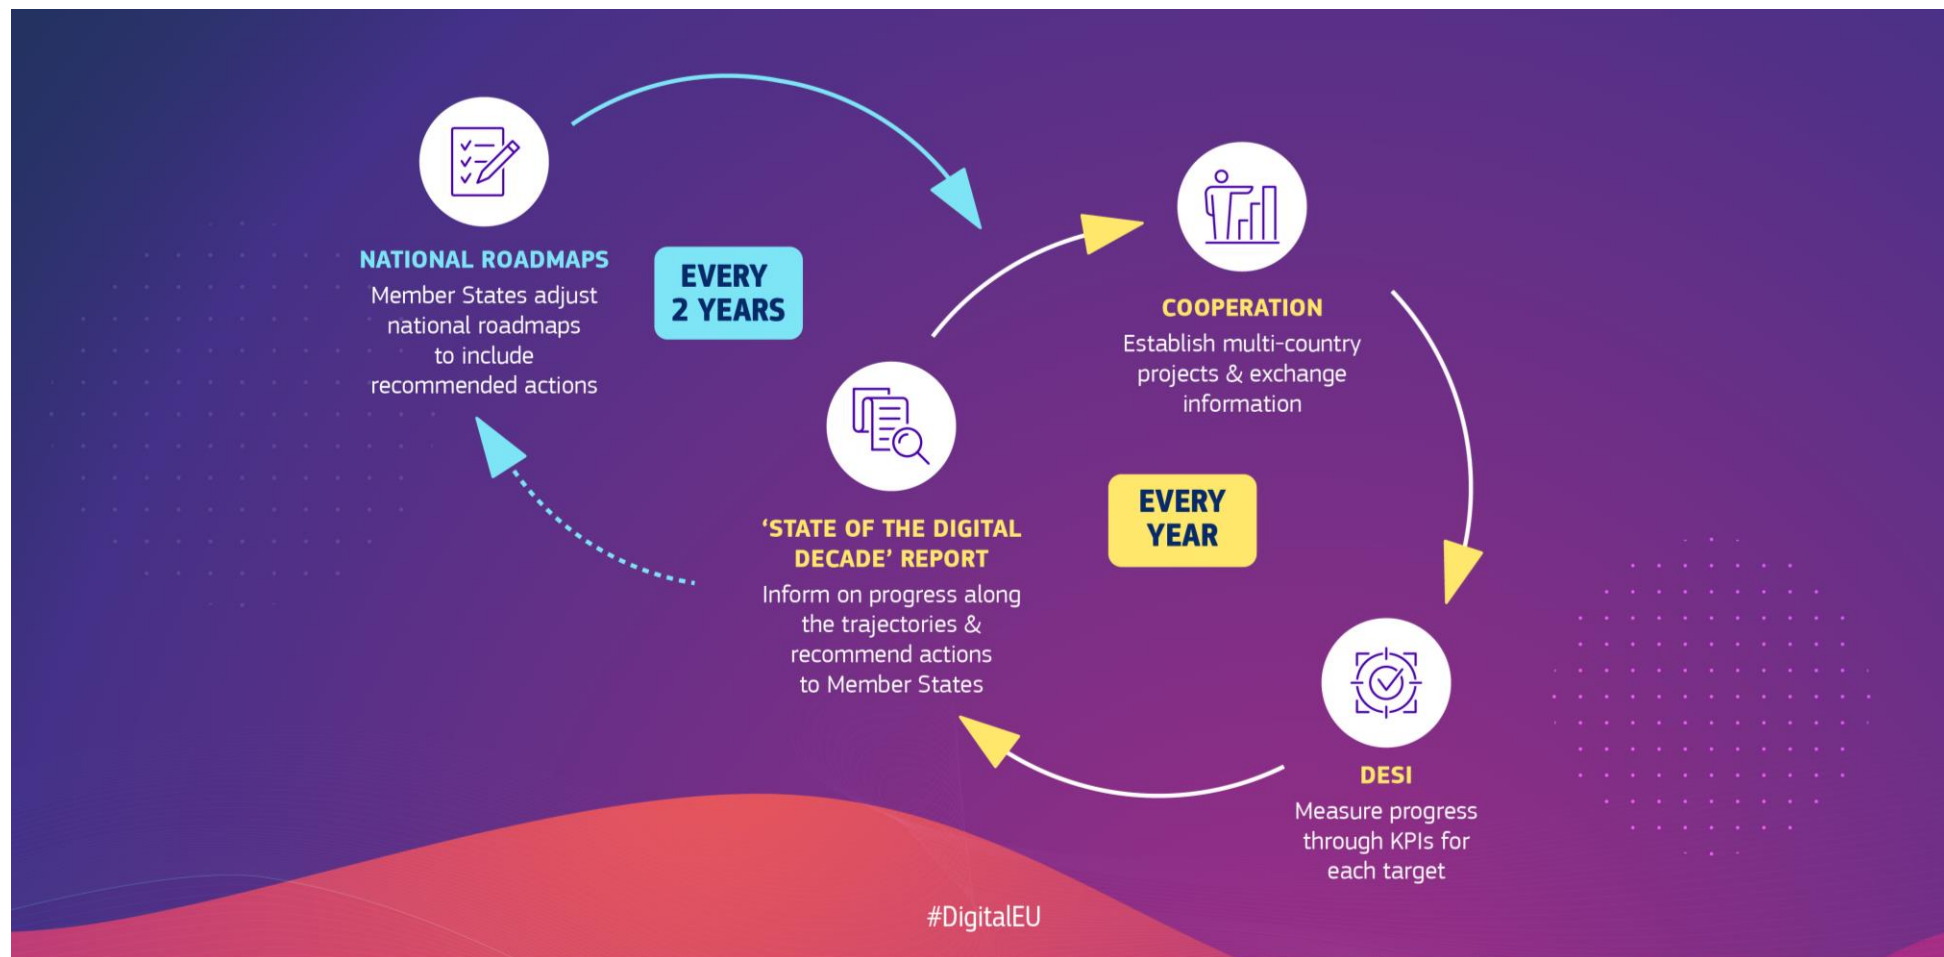 NATIONAL ROADMAPS
Member States adjust
national roadmaps
to include
recommended actions
EVERY
2 YEARS
COOPERATION
Establish multi-country
projects & exchange
information
‘STATE OF THE DIGITAL
DECADE’ REPORT
Inform on progress along
the trajectories &
recommend actions
to Member States
EVERY
YEAR
DESI
Measure progress
through KPIs for
each target
#DigitalEU